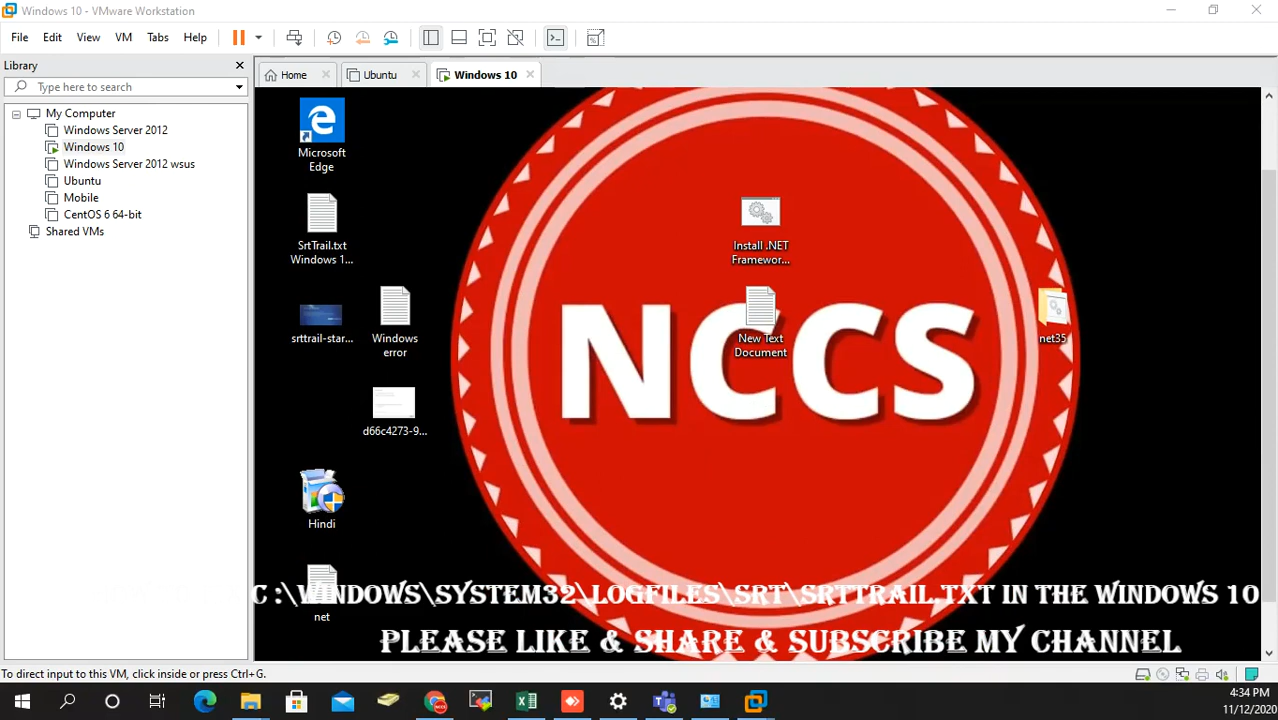 Windows 10 - VMware Workstation
File Edit View VM Tabs Help
Library
Type here to search
My Computer
Windows Server 2012
Windows 10
Windows Server 2012 wsus
Ubuntu
Mobile
CentOS 6 64-bit
Shared VMs
Home
Ubuntu
Windows 10
Microsoft
Edge
SrtTrail.txt
Windows 1...
srttrail-star...
Windows
error
d66c4273-9...
Hindi
net
Install .NET
Framewor...
New Text
Document
net35
NCCS
C :\WINDOWS\SYSTEM32\LOGFILES\SRT\SRTTRAIL.TXT IN THE WINDOWS 10
PLEASE LIKE & SHARE & SUBSCRIBE MY CHANNEL
To direct input to this VM, click inside or press Ctrl+G.
4:34 PM
11/12/2020